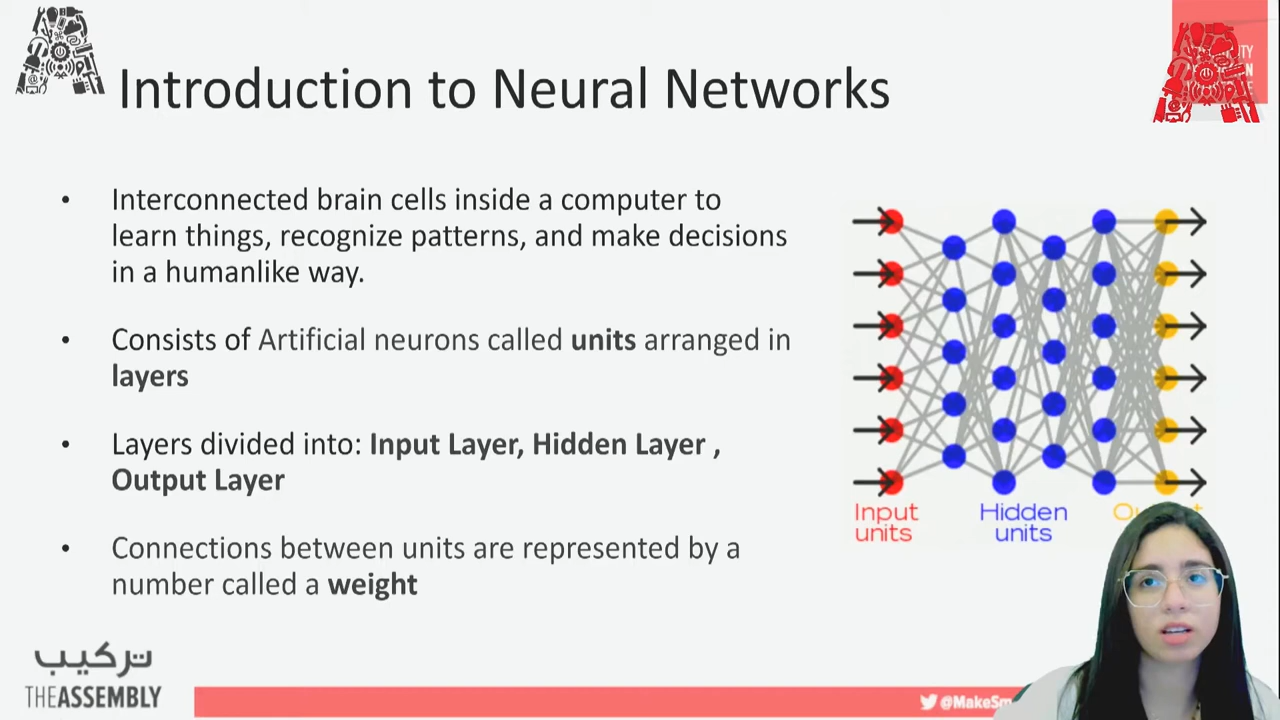 Introduction to Neural Networks
• Interconnected brain cells inside a computer to
learn things, recognize patterns, and make decisions
in a humanlike way.
• Consists of Artificial neurons called units arranged in
layers
• Layers divided into: Input Layer, Hidden Layer ,
Output Layer
• Connections between units are represented by a
number called a weight
Input
units
Hidden
units
تركيب
THEASSEMBLY